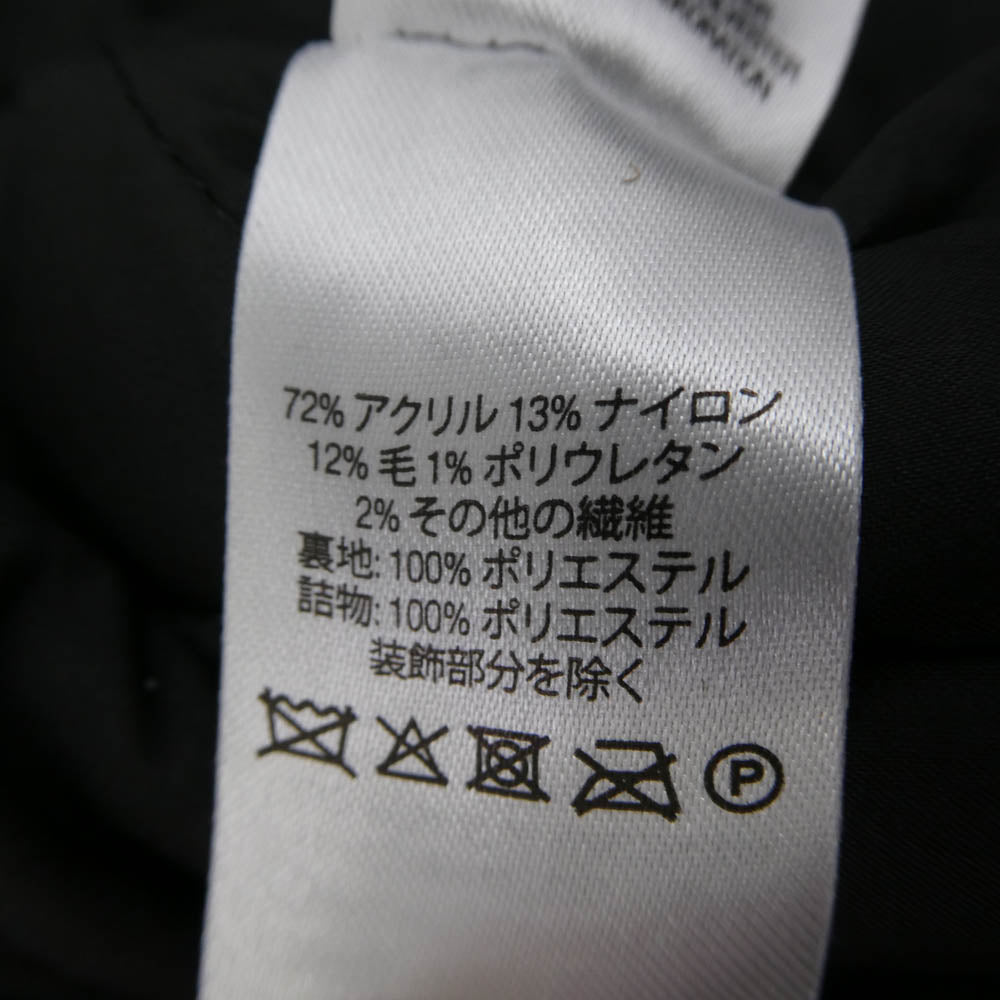 72% アクリル 13% ナイロン
12% 毛 1% ポリウレタン
2% その他の繊維
裏地: 100% ポリエステル
詰物: 100% ポリエステル
装飾部分を除く
P